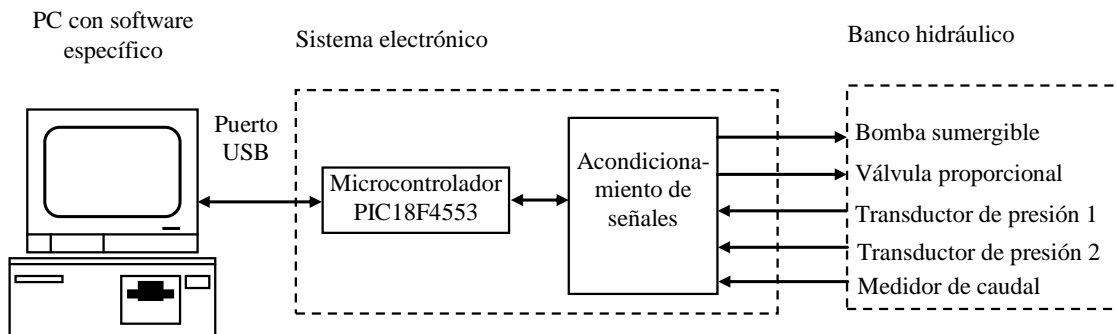 PC con software
específico
Sistema electrónico
Banco hidráulico
Puerto
USB
Microcontrolador
PIC18F4553
Acondiciona-
miento de
señales
Bomba sumergible
Válvula proporcional
Transductor de presión 1
Transductor de presión 2
Medidor de caudal